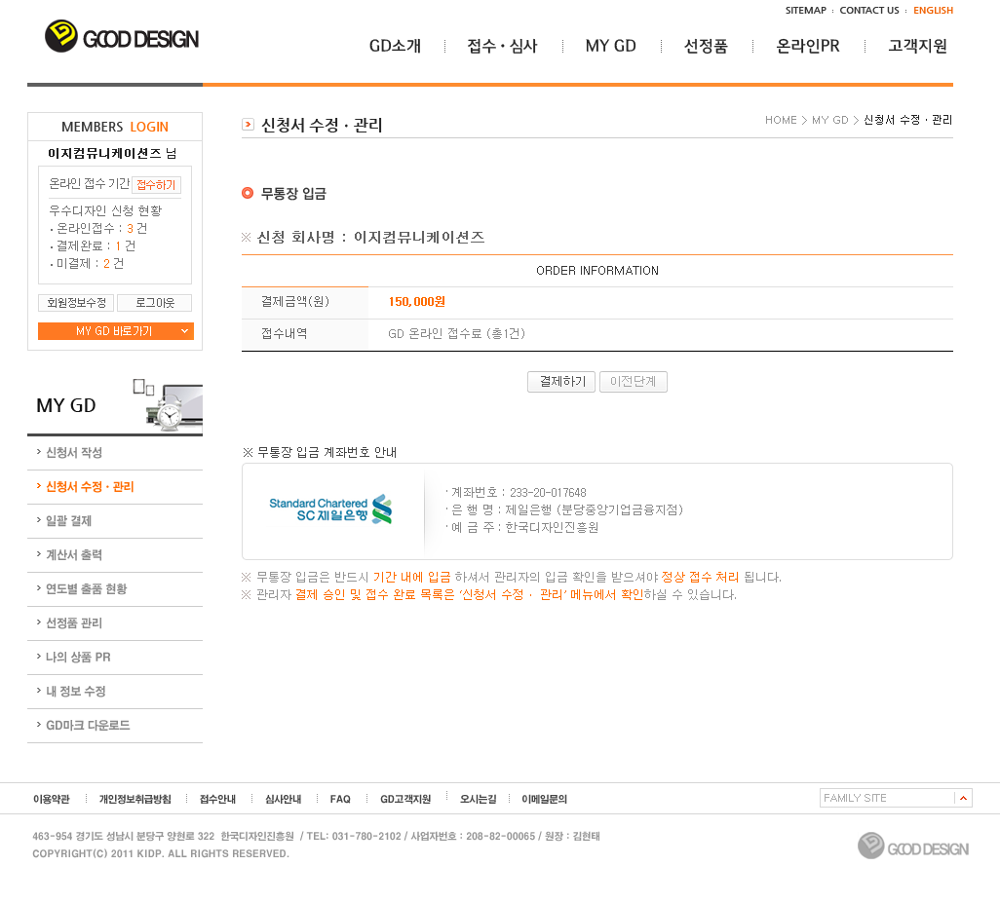 SITEMAP : CONTACT US : ENGLISH
GOOD DESIGN
GD소개 접수 · 심사 MY GD 선정품 온라인PR 고객지원
MEMBERS LOGIN
이지컴뮤니케이션즈 님
온라인 접수 기간 접수하기
우수디자인 신청 현황
· 온라인접수 : 3 건
· 결제완료 : 1 건
· 미결제 : 2 건
회원정보수정 로그아웃
MY GD 바로가기
MY GD
신청서 작성
신청서 수정 · 관리
일괄 결제
계산서 출력
연도별 출품 현황
선정품 관리
나의 상품 PR
내 정보 수정
GD마크 다운로드
신청서 수정 · 관리
HOME > MY GD > 신청서 수정 · 관리
무통장 입금
※ 신청 회사명 : 이지컴뮤니케이션즈
ORDER INFORMATION
결제금액(원) 150,000원
접수내역 GD 온라인 접수료 (총1건)
결제하기 이전단계
※ 무통장 입금 계좌번호 안내
Standard Chartered
SC제일은행
· 계좌번호 : 233-20-017648
· 은 행 명 : 제일은행 (분당중앙기업금융지점)
· 예 금 주 : 한국디자인진흥원
※ 무통장 입금은 반드시 기간 내에 입금 하셔서 관리자의 입금 확인을 받으셔야 정상 접수 처리 됩니다.
※ 관리자 결제 승인 및 접수 완료 목록은 ‘신청서 수정 · 관리’ 메뉴에서 확인하실 수 있습니다.
이용약관 개인정보취급방침 접수안내 심사안내 FAQ GD고객지원 오시는길 이메일문의
FAMILY SITE
463-954 경기도 성남시 분당구 양현로 322 한국디자인진흥원 / TEL: 031-780-2102 / 사업자번호 : 208-82-00065 / 원장 : 김현태
COPYRIGHT(C) 2011 KIDP. ALL RIGHTS RESERVED.
GOOD DESIGN